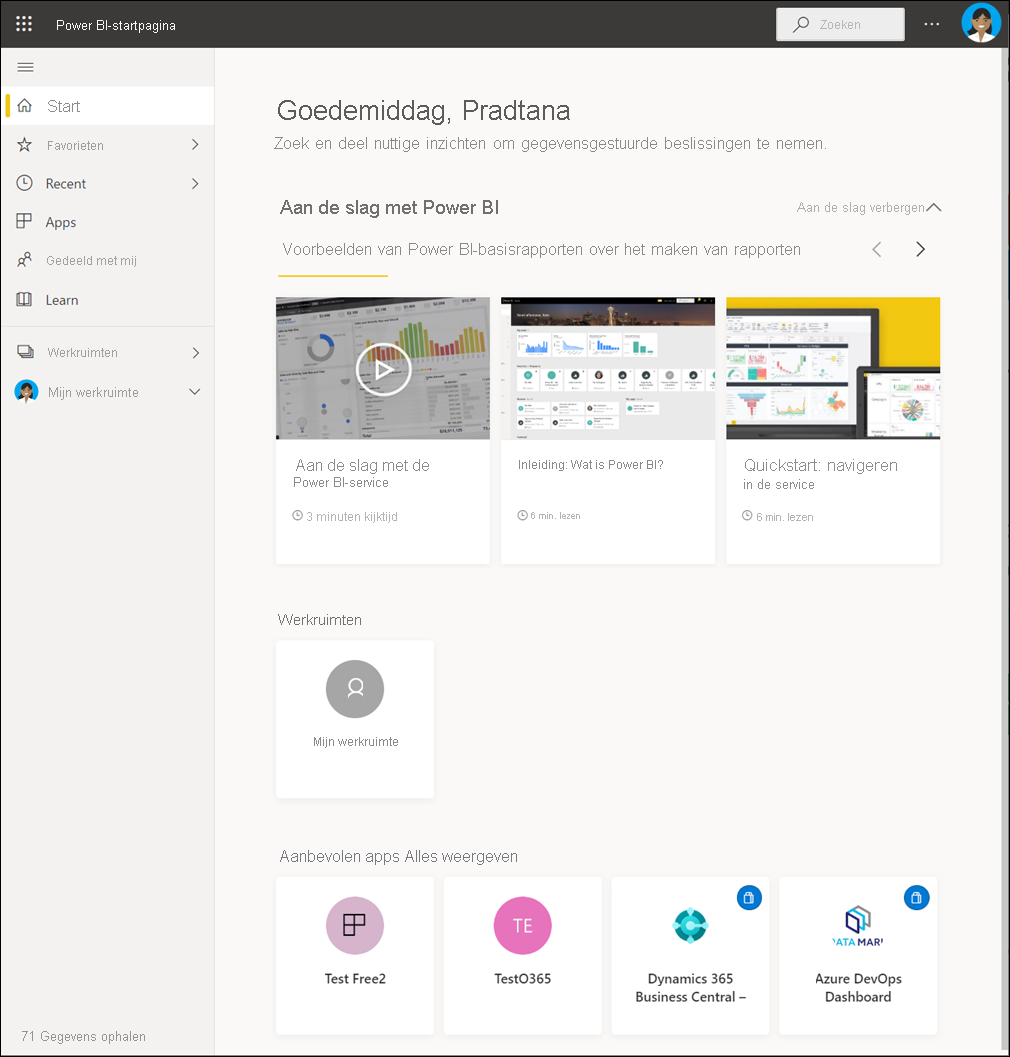 Power BI-startpagina
Zoeken
Start
Favorieten
Recent
Apps
Gedeeld met mij
Learn
Werkruimten
Mijn werkruimte
71 Gegevens ophalen
Goedemiddag, Pradtana
Zoek en deel nuttige inzichten om gegevensgestuurde beslissingen te nemen.
Aan de slag met Power BI
Aan de slag verbergen
Voorbeelden van Power BI-basisrapporten over het maken van rapporten
Aan de slag met de
Power BI-service
3 minuten kijktijd
Inleiding: Wat is Power BI?
6 min. lezen
Quickstart: navigeren
in de service
6 min. lezen
Werkruimten
Mijn werkruimte
Aanbevolen apps Alles weergeven
Test Free2
TE
TestO365
Dynamics 365
Business Central –
DATA MARK
Azure DevOps
Dashboard